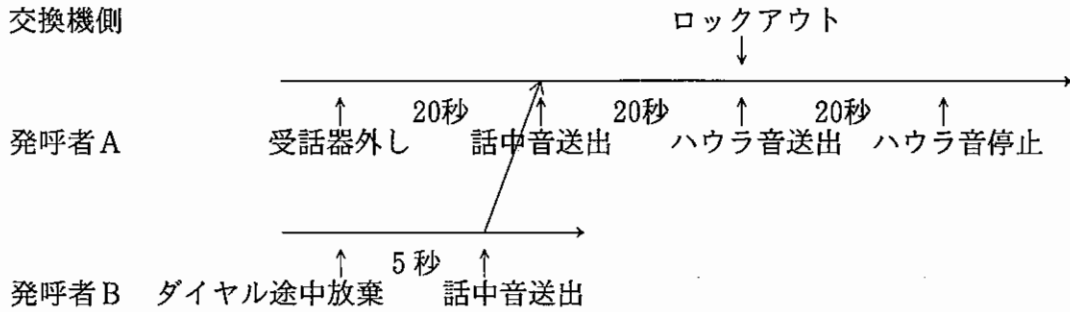 交換機側
ロックアウト
↓
↑ 20秒 ↑ 20秒 ↑ 20秒 ↑
発呼者A 受話器外し 話中音送出 ハウラ音送出 ハウラ音停止
↑ 5秒 ↑
発呼者B ダイヤル途中放棄 話中音送出